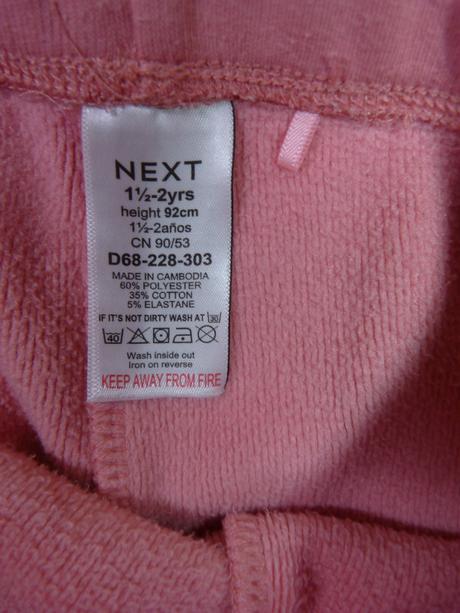 NEXT
1½-2yrs
height 92cm
1½-2años
CN 90/53
D68-228-303
MADE IN CAMBODIA
60% POLYESTER
35% COTTON
5% ELASTANE
IF IT'S NOT DIRTY WASH AT 30
40
Wash inside out
Iron on reverse
KEEP AWAY FROM FIRE